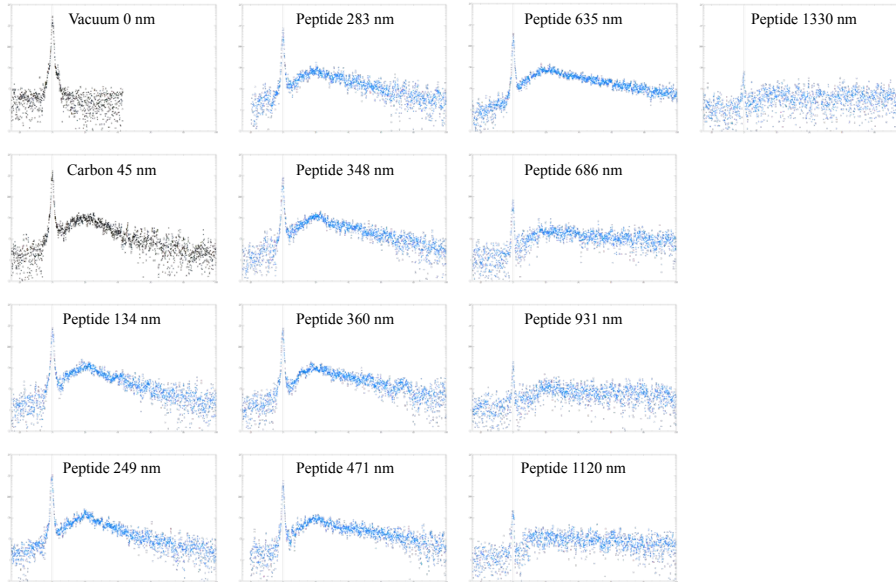 Vacuum 0 nm
Peptide 283 nm
Peptide 635 nm
Peptide 1330 nm
Carbon 45 nm
Peptide 348 nm
Peptide 686 nm
Peptide 134 nm
Peptide 360 nm
Peptide 931 nm
Peptide 249 nm
Peptide 471 nm
Peptide 1120 nm